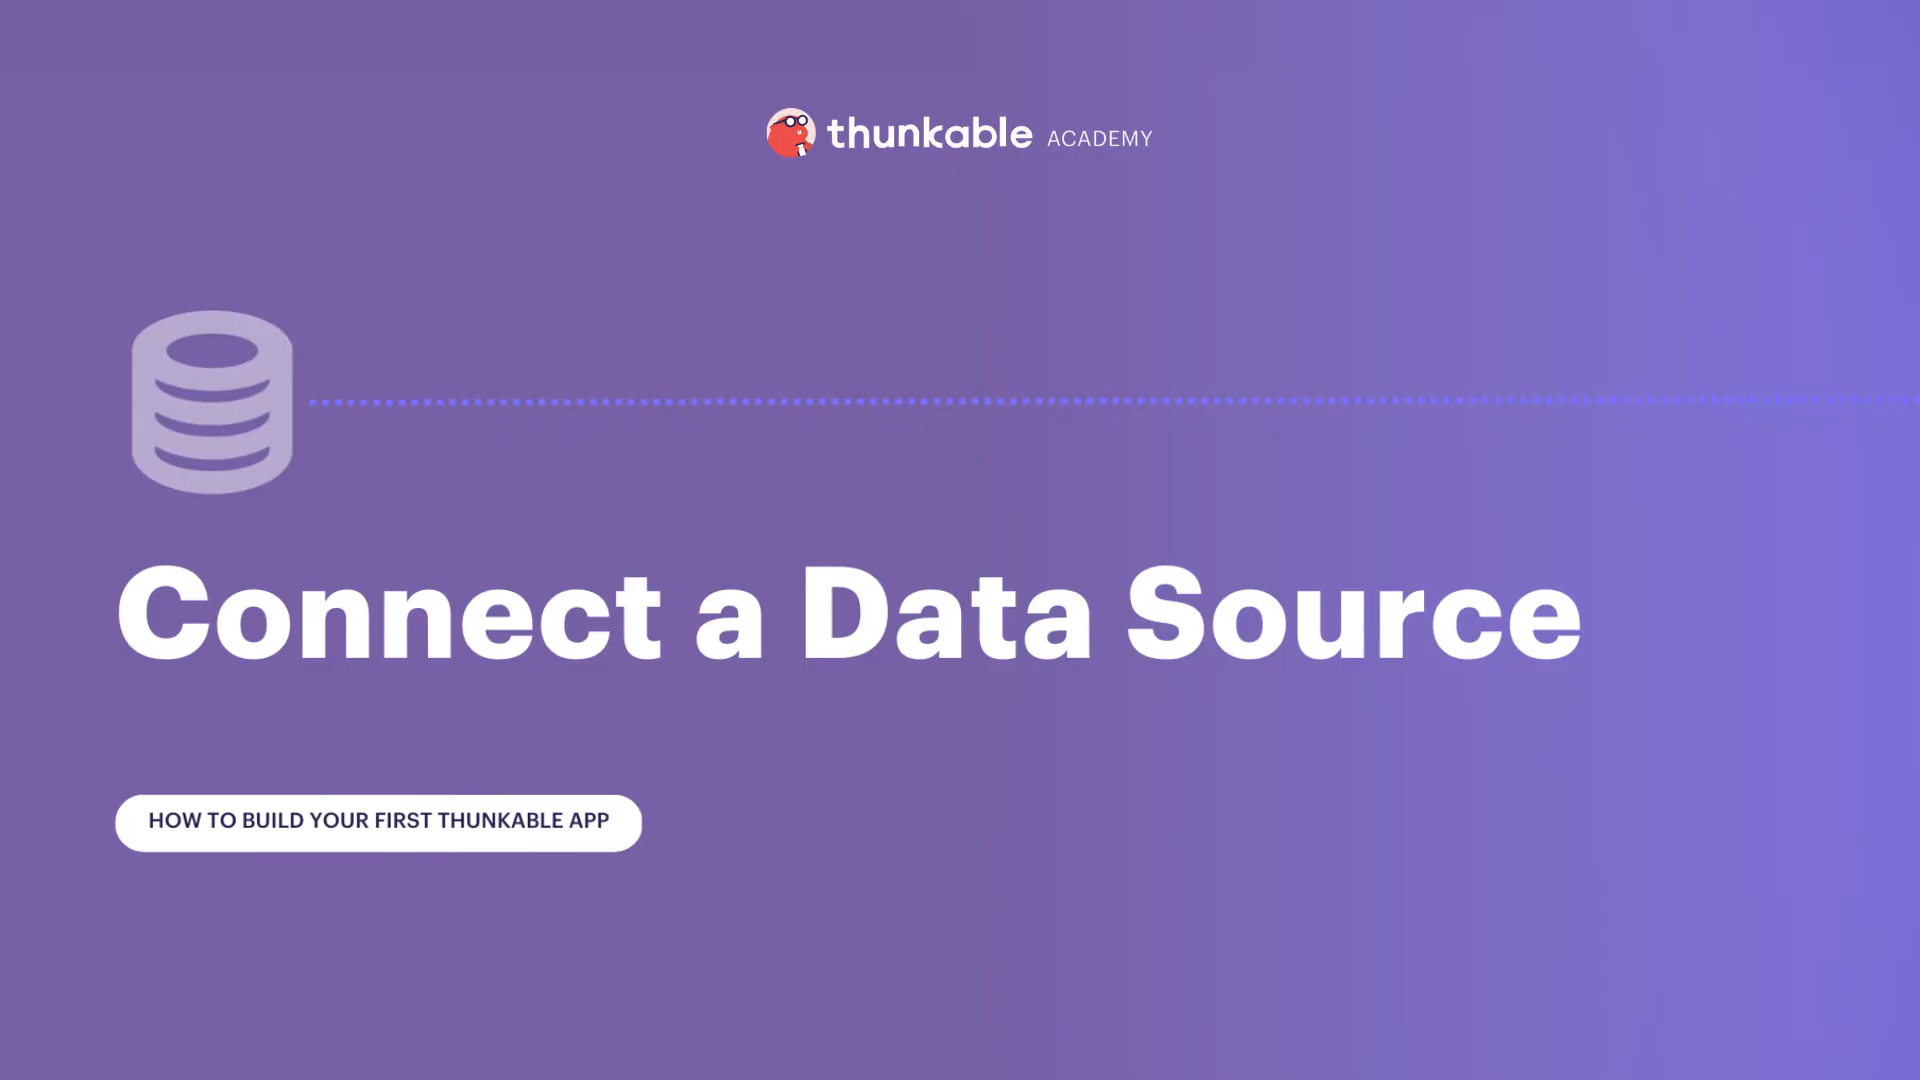 thunkable ACADEMY
Connect a Data Source
HOW TO BUILD YOUR FIRST THUNKABLE APP